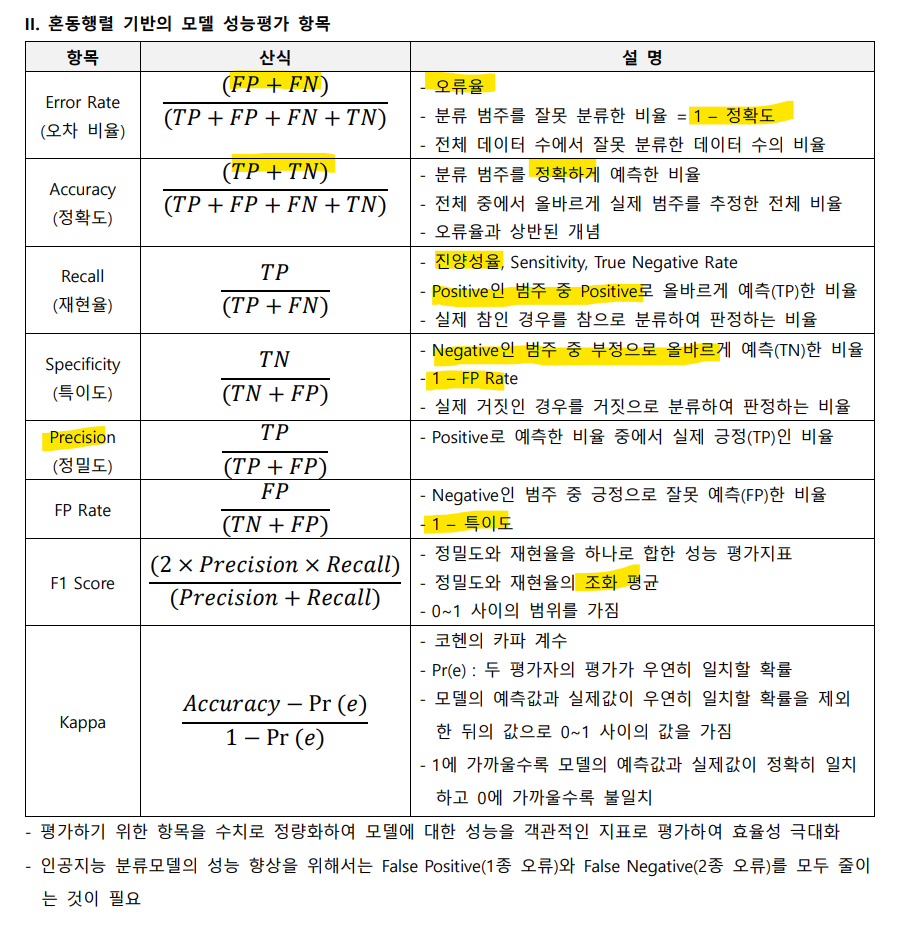 II. 혼동행렬 기반의 모델 성능평가 항목
항목 산식 설 명
Error Rate
(오차 비율)
(FP + FN)
(TP + FP + FN + TN)
- 오류율
- 분류 범주를 잘못 분류한 비율 = 1 – 정확도
- 전체 데이터 수에서 잘못 분류한 데이터 수의 비율
Accuracy
(정확도)
(TP + TN)
(TP + FP + FN + TN)
- 분류 범주를 정확하게 예측한 비율
- 전체 중에서 올바르게 실제 범주를 추정한 전체 비율
- 오류율과 상반된 개념
Recall
(재현율)
TP
(TP + FN)
- 진양성율, Sensitivity, True Negative Rate
- Positive인 범주 중 Positive로 올바르게 예측(TP)한 비율
- 실제 참인 경우를 참으로 분류하여 판정하는 비율
Specificity
(특이도)
TN
(TN + FP)
- Negative인 범주 중 부정으로 올바르게 예측(TN)한 비율
- 1 – FP Rate
- 실제 거짓인 경우를 거짓으로 분류하여 판정하는 비율
Precision
(정밀도)
TP
(TP + FP)
- Positive로 예측한 비율 중에서 실제 긍정(TP)인 비율
FP Rate
FP
(TN + FP)
- Negative인 범주 중 긍정으로 잘못 예측(FP)한 비율
- 1 – 특이도
F1 Score
(2 × Precision × Recall)
(Precision + Recall)
- 정밀도와 재현율을 하나로 합한 성능 평가지표
- 정밀도와 재현율의 조화 평균
- 0~1 사이의 범위를 가짐
Kappa
Accuracy − Pr (e)
1 − Pr (e)
- 코헨의 카파 계수
- Pr(e) : 두 평가자의 평가가 우연히 일치할 확률
- 모델의 예측값과 실제값이 우연히 일치할 확률을 제외
한 뒤의 값으로 0~1 사이의 값을 가짐
- 1에 가까울수록 모델의 예측값과 실제값이 정확히 일치
하고 0에 가까울수록 불일치
- 평가하기 위한 항목을 수치로 정량화하여 모델에 대한 성능을 객관적인 지표로 평가하여 효율성 극대화
- 인공지능 분류모델의 성능 향상을 위해서는 False Positive(1종 오류)와 False Negative(2종 오류)를 모두 줄이
는 것이 필요